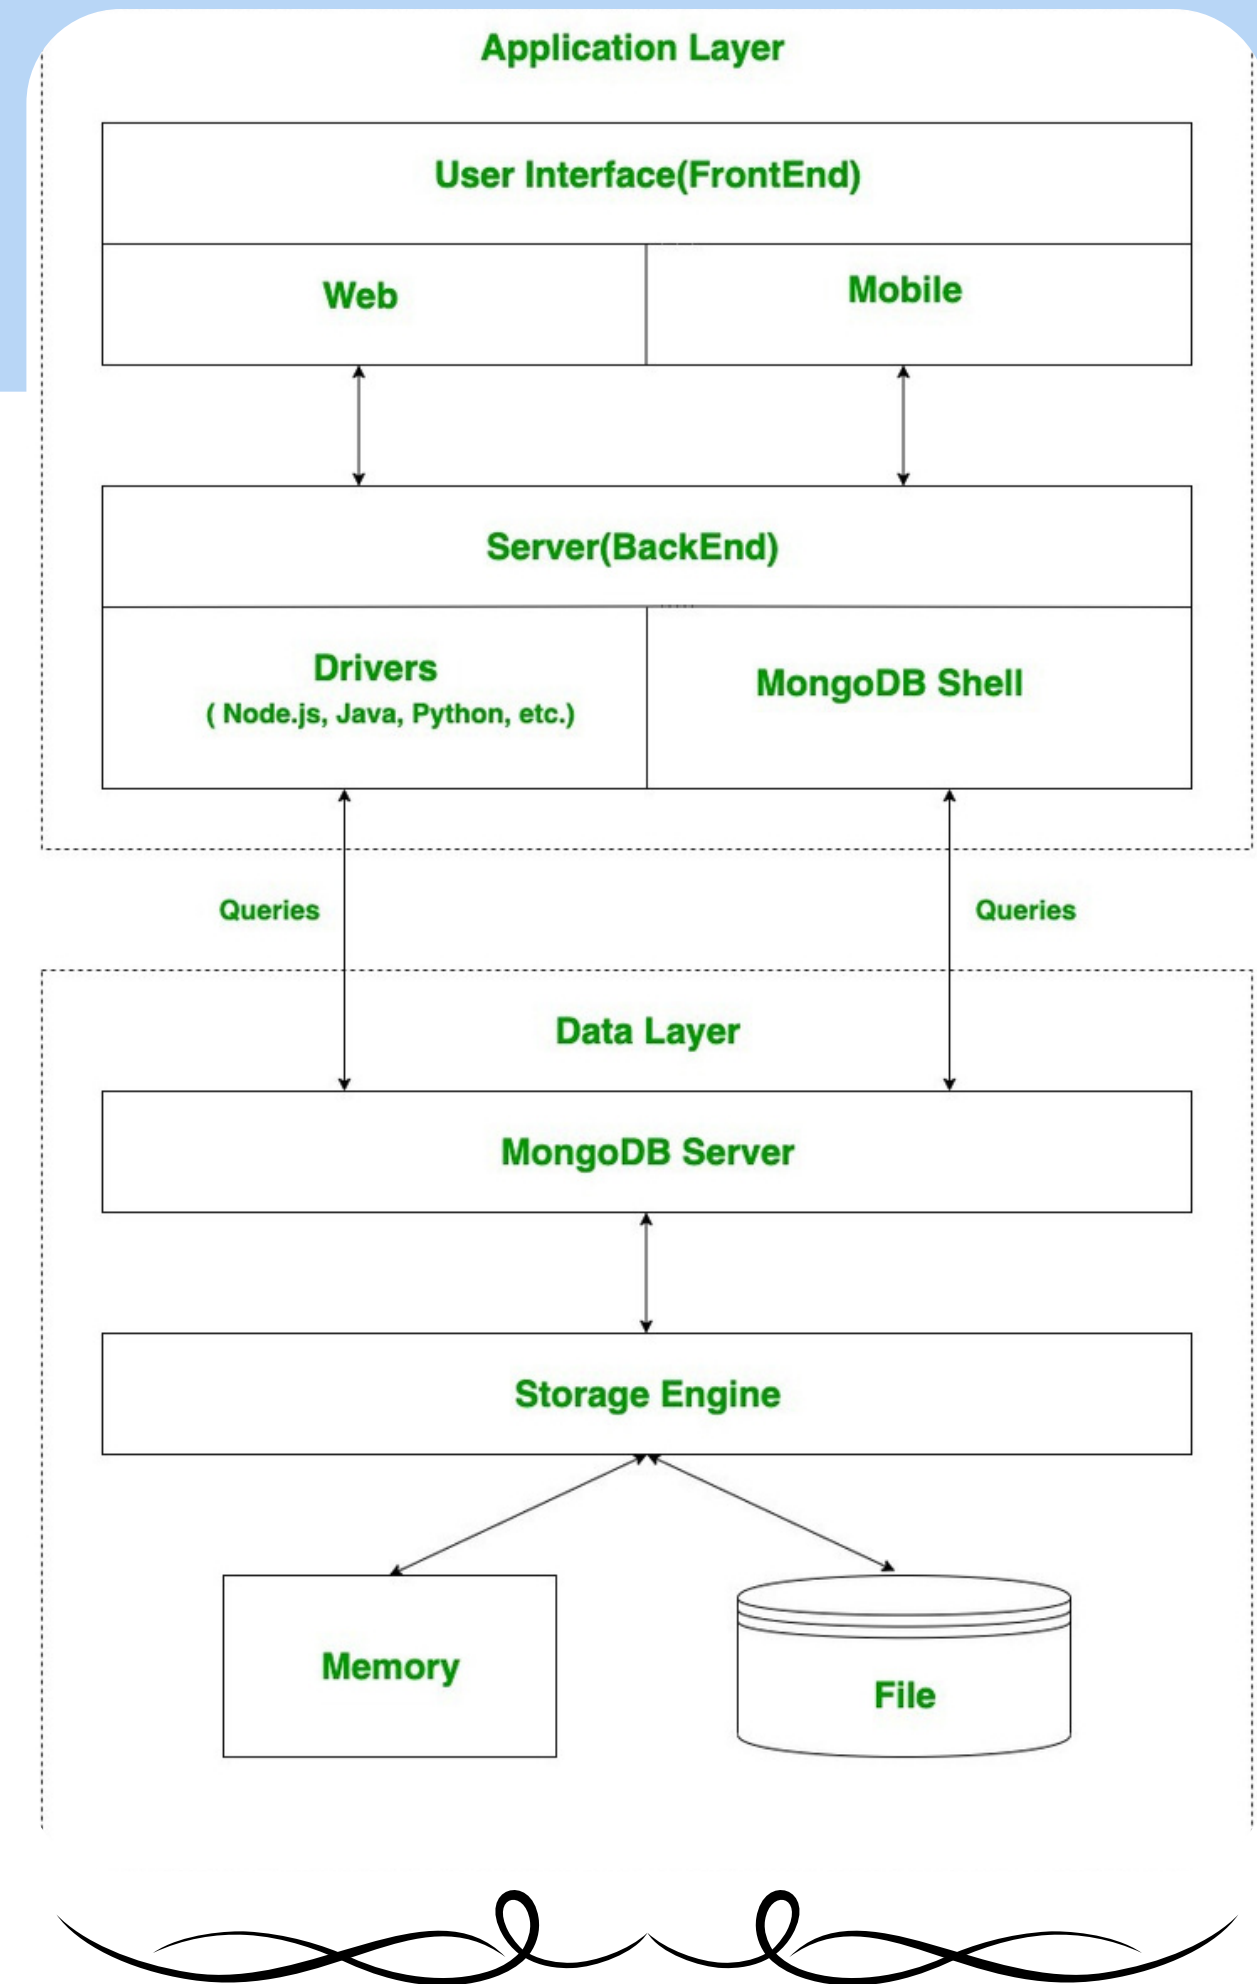 Application Layer
User Interface(FrontEnd)
Web
Mobile
Server(BackEnd)
Drivers
( Node.js, Java, Python, etc.)
MongoDB Shell
Queries
Queries
Data Layer
MongoDB Server
Storage Engine
Memory
File